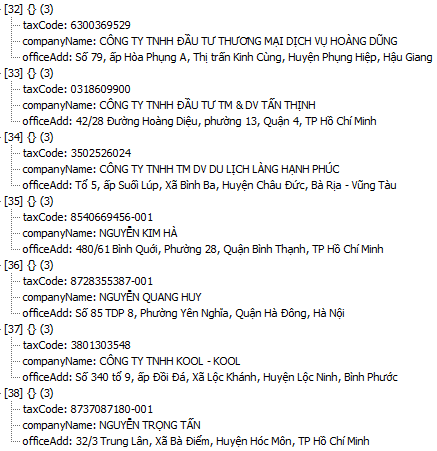 [32] {} (3)
taxCode: 6300369529
companyName: CÔNG TY TNHH ĐẦU TƯ THƯƠNG MẠI DỊCH VỤ HOÀNG DŨNG
officeAdd: Số 79, ấp Hòa Phụng A, Thị trấn Kinh Cùng, Huyện Phụng Hiệp, Hậu Giang
[33] {} (3)
taxCode: 0318609900
companyName: CÔNG TY TNHH ĐẦU TƯ TM & DV TẤN THỊNH
officeAdd: 42/28 Đường Hoàng Diệu, phường 13, Quận 4, TP Hồ Chí Minh
[34] {} (3)
taxCode: 3502526024
companyName: CÔNG TY TNHH TM DV DU LỊCH LÀNG HẠNH PHÚC
officeAdd: Tổ 5, ấp Suối Lúp, Xã Bình Ba, Huyện Châu Đức, Bà Rịa - Vũng Tàu
[35] {} (3)
taxCode: 8540669456-001
companyName: NGUYỄN KIM HÀ
officeAdd: 480/61 Bình Quới, Phường 28, Quận Bình Thạnh, TP Hồ Chí Minh
[36] {} (3)
taxCode: 8728355387-001
companyName: NGUYỄN QUANG HUY
officeAdd: Số 85 TDP 8, Phường Yên Nghĩa, Quận Hà Đông, Hà Nội
[37] {} (3)
taxCode: 3801303548
companyName: CÔNG TY TNHH KOOL - KOOL
officeAdd: Số 340 tổ 9, ấp Đồi Đá, Xã Lộc Khánh, Huyện Lộc Ninh, Bình Phước
[38] {} (3)
taxCode: 8737087180-001
companyName: NGUYỄN TRỌNG TẤN
officeAdd: 32/3 Trung Lân, Xã Bà Điểm, Huyện Hóc Môn, TP Hồ Chí Minh